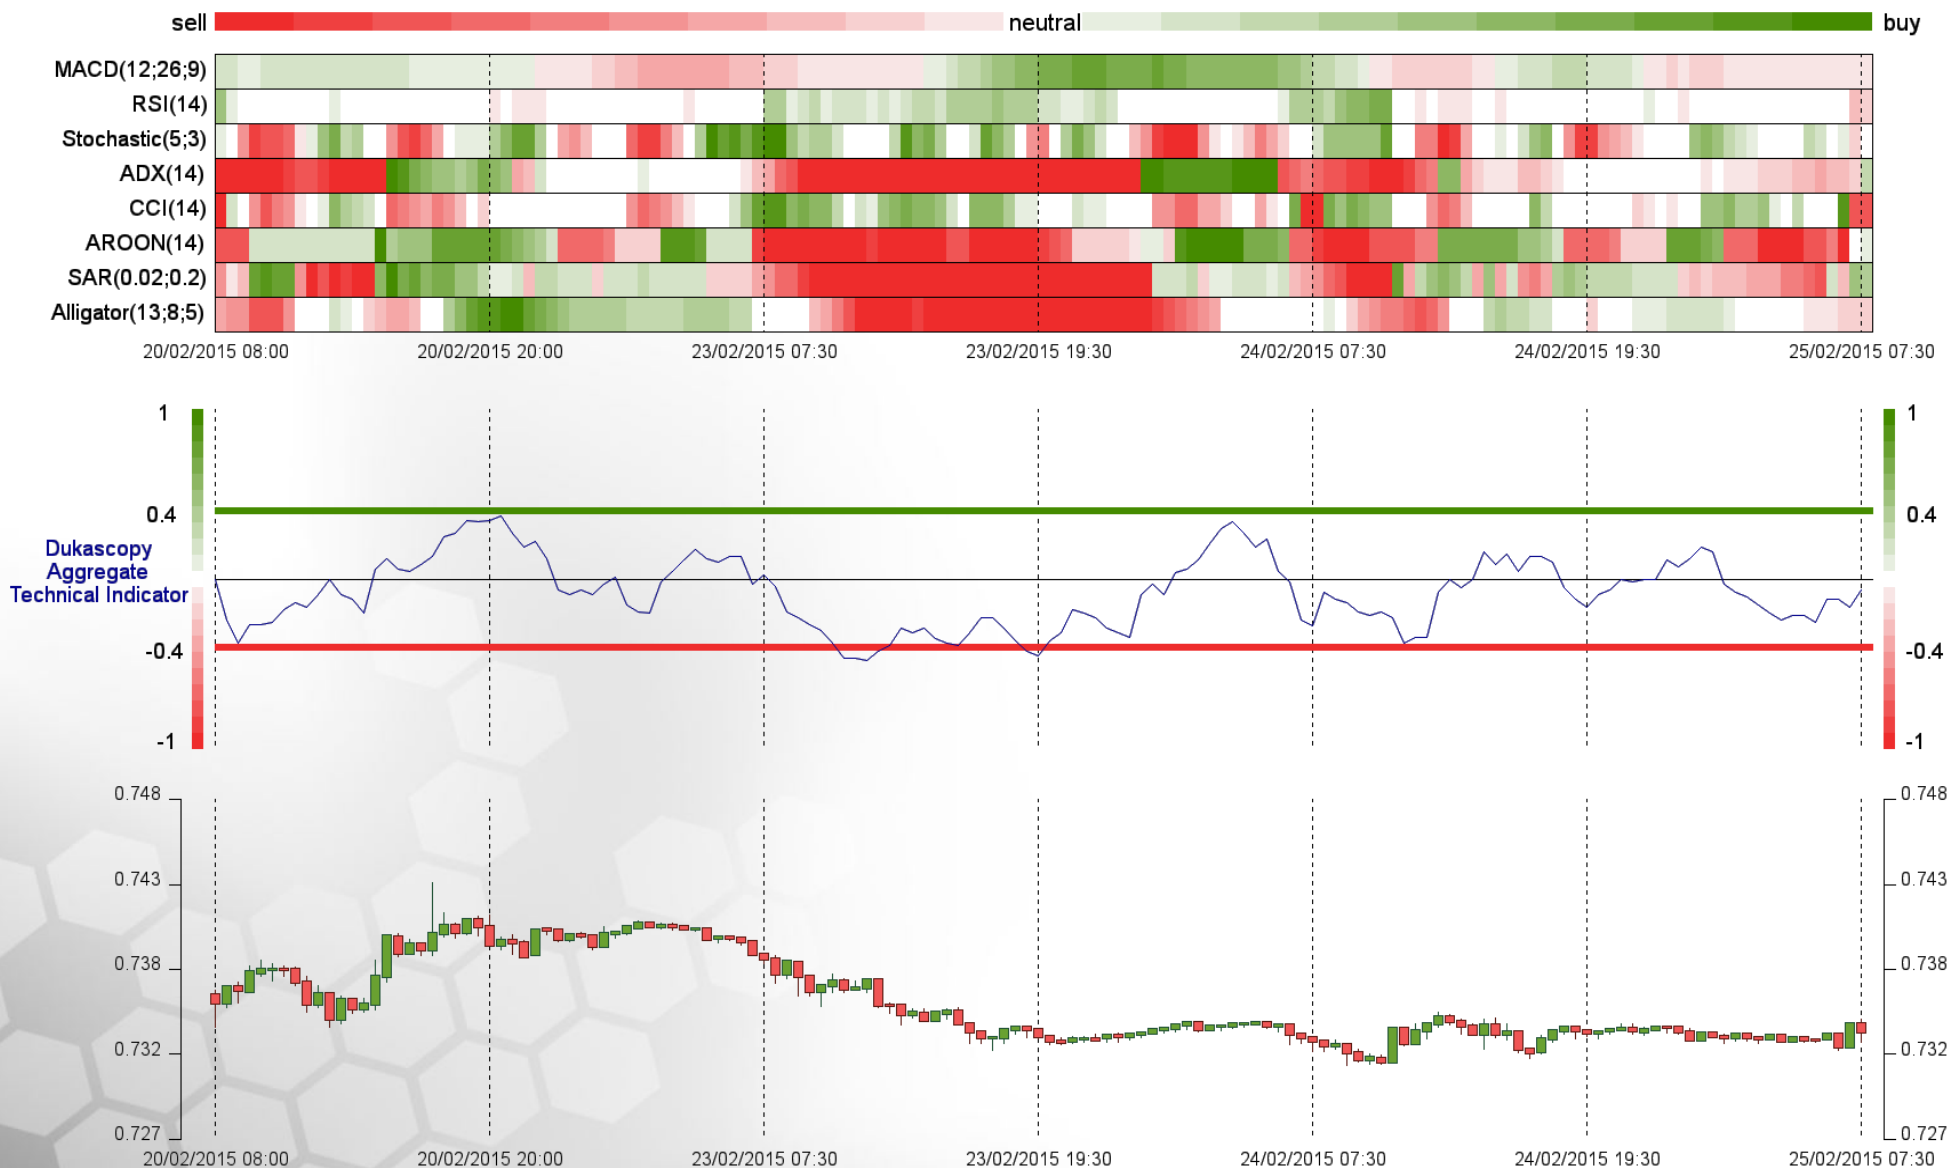 sell neutral buy
MACD(12;26;9)
RSI(14)
Stochastic(5;3)
ADX(14)
CCI(14)
AROON(14)
SAR(0.02;0.2)
Alligator(13;8;5)
20/02/2015 08:00 20/02/2015 20:00 23/02/2015 07:30 23/02/2015 19:30 24/02/2015 07:30 24/02/2015 19:30 25/02/2015 07:30
1 1
0.4 0.4
Dukascopy
Aggregate
Technical Indicator
-0.4 -0.4
-1 -1
0.748 0.748
0.743 0.743
0.738 0.738
0.732 0.732
0.727 0.727
20/02/2015 08:00 20/02/2015 20:00 23/02/2015 07:30 23/02/2015 19:30 24/02/2015 07:30 24/02/2015 19:30 25/02/2015 07:30